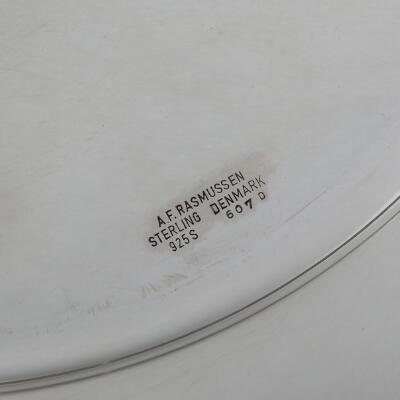 A.F. RASMUSSEN
STERLING DENMARK
925S 607 D